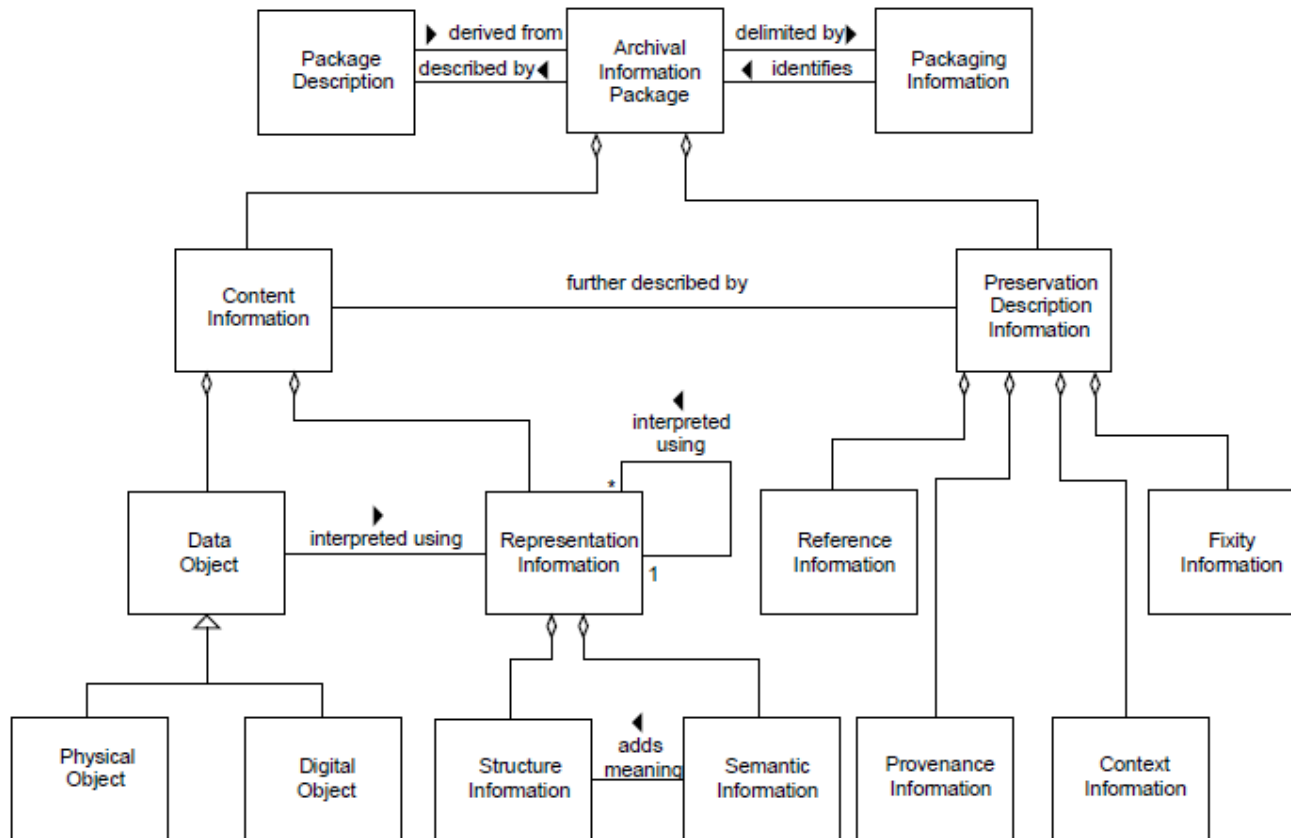 Package
Description
▶ derived from
described by ◀
Archival
Information
Package
delimited by ▶
◀ identifies
Packaging
Information
Content
Information
further described by
Preservation
Description
Information
◀
interpreted
using
*
1
Data
Object
▶
interpreted using
Representation
Information
Reference
Information
Fixity
Information
Physical
Object
Digital
Object
Structure
Information
◀
adds
meaning
Semantic
Information
Provenance
Information
Context
Information